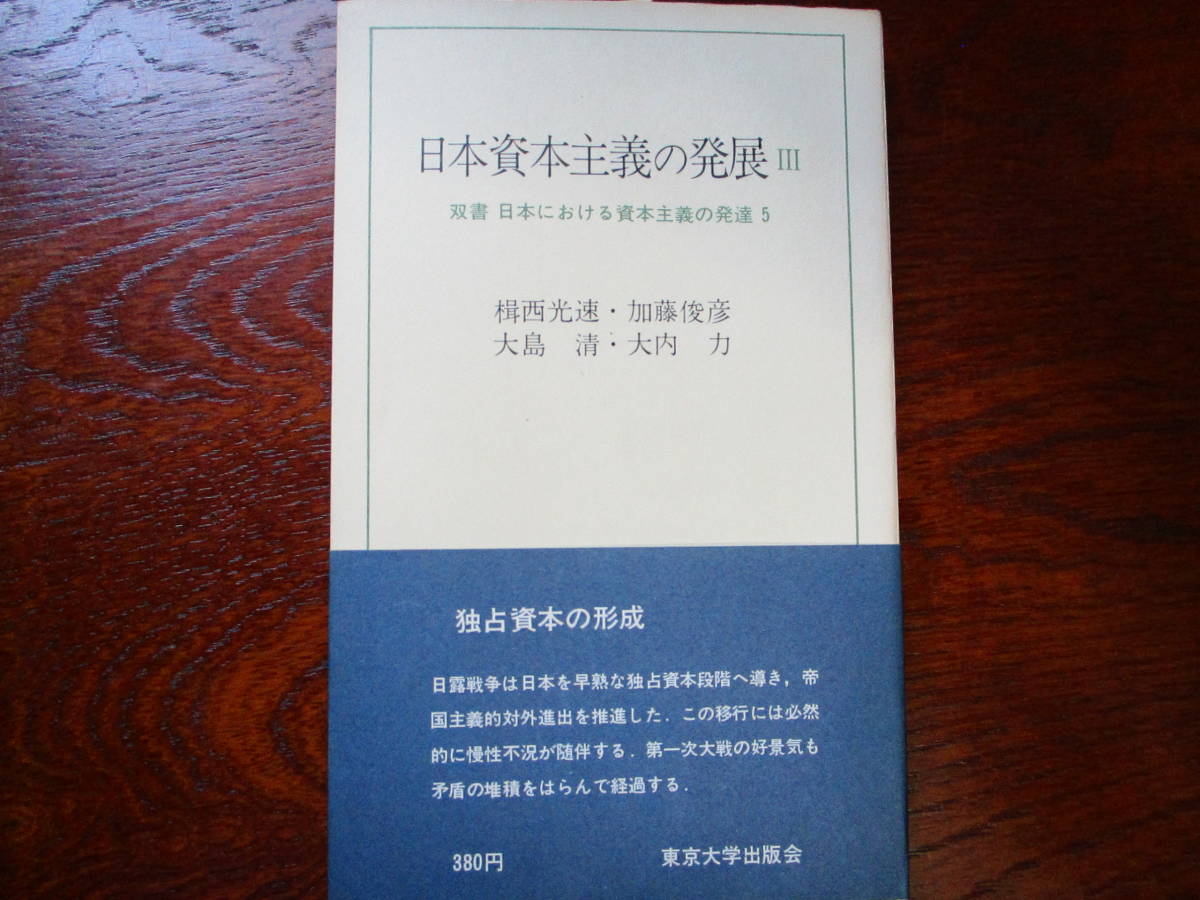 日本資本主義の発展 III
双書 日本における資本主義の発達 5
楫西光速・加藤俊彦
大島 清・大内 力
独占資本の形成
日露戦争は日本を早熟な独占資本段階へ導き，帝
国主義的対外進出を推進した．この移行には必然
的に慢性不況が随伴する．第一次大戦の好景気も
矛盾の堆積をはらんで経過する．
380円 東京大学出版会